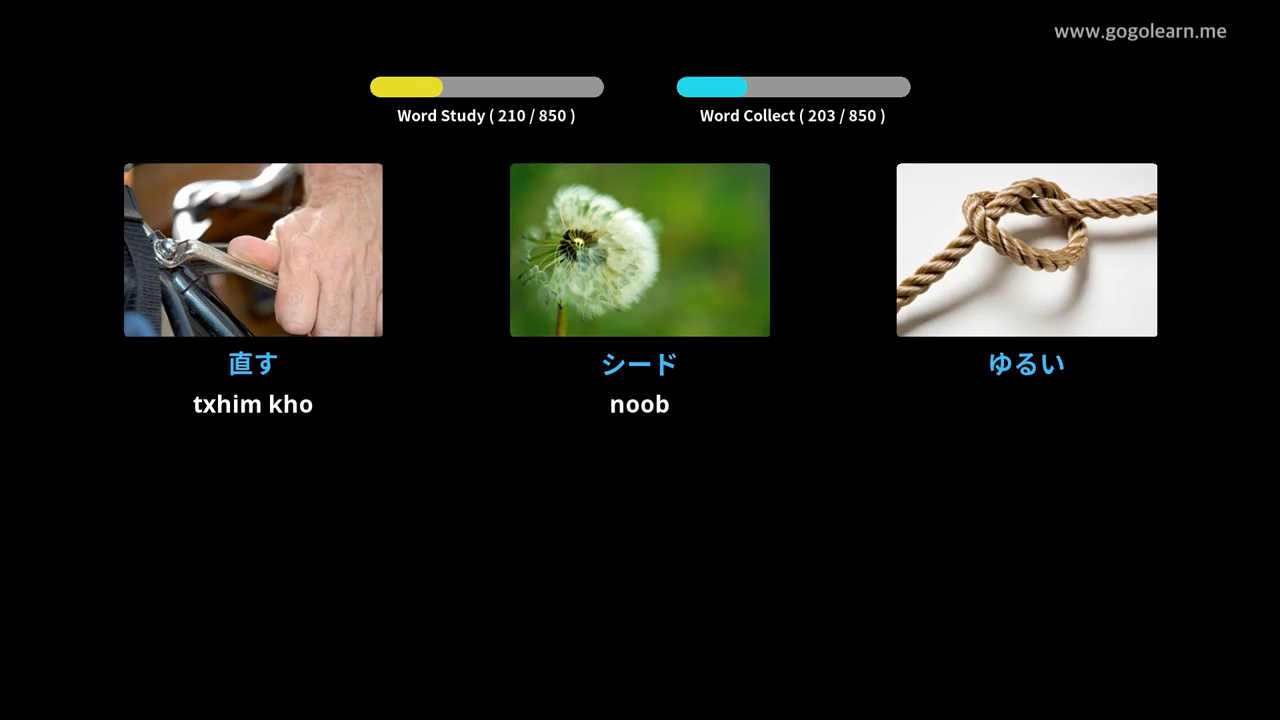 www.gogolearn.me
Word Study ( 210 / 850 )
Word Collect ( 203 / 850 )
直す
シード
ゆるい
txhim kho
noob